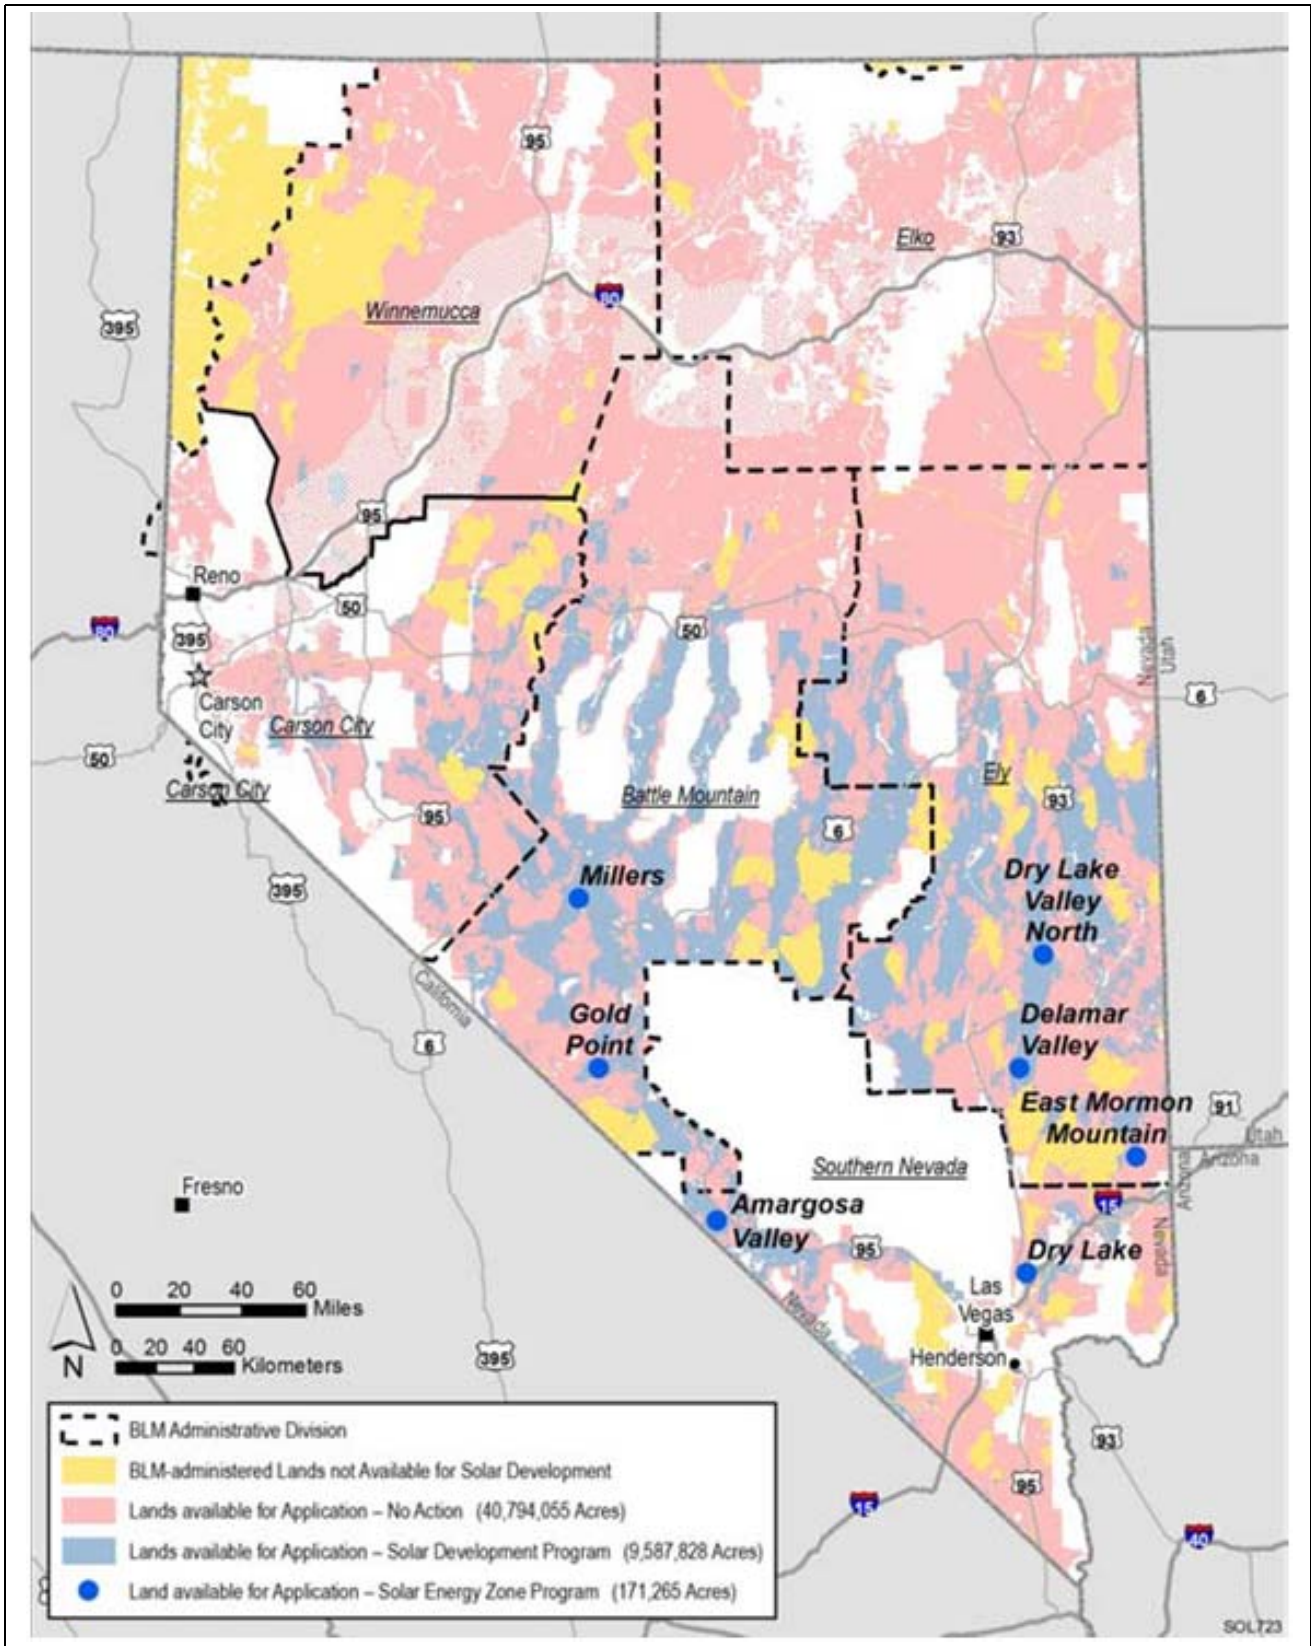 95
Elko
93
80
395
Winnemucca
95
Reno
50
80
395
50
Nevada
Utah
6
Carson
City
Carson City
50
Carson City
Battle Mountain
Ely
93
95
6
395
Millers
Dry Lake
Valley
North
California
6
Gold
Point
Delamar
Valley
East Mormon
Mountain
91
Utah
Arizona
Southern Nevada
Fresno
Arizona
Nevada
15
Amargosa
Valley
95
Dry Lake
Las
Vegas
Nevada
Henderson
0 20 40 60
Miles
0 20 40 60
Kilometers
N
395
93
95
15
40
BLM Administrative Division
BLM-administered Lands not Available for Solar Development
Lands available for Application – No Action (40,794,055 Acres)
Lands available for Application – Solar Development Program (9,587,828 Acres)
Land available for Application – Solar Energy Zone Program (171,265 Acres)
SOL723